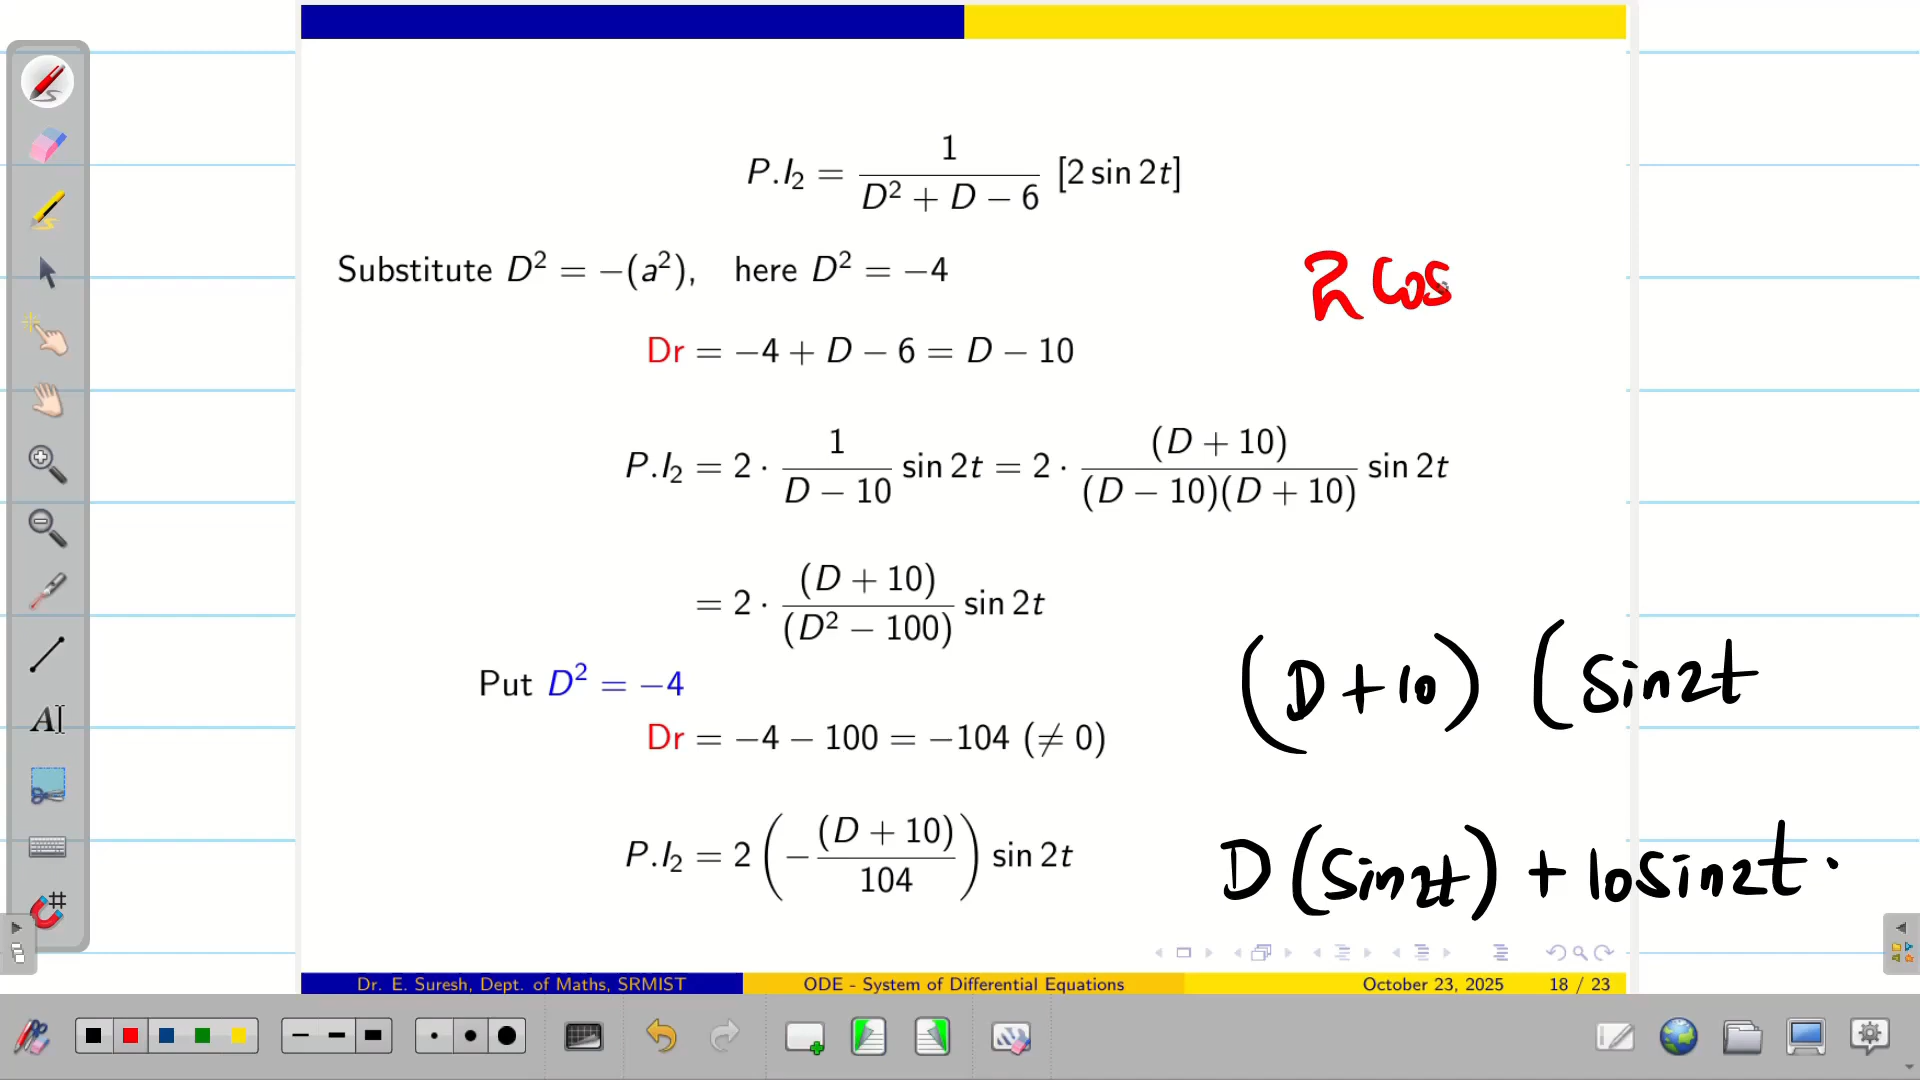 P.I₂ = 1 / (D² + D − 6) [2 sin 2t]
Substitute D² = −(a²), here D² = −4
2 Cos
Dr = −4 + D − 6 = D − 10
P.I₂ = 2 · 1 / (D − 10) sin 2t = 2 · (D + 10) / ((D − 10)(D + 10)) sin 2t
= 2 · (D + 10) / (D² − 100) sin 2t
Put D² = −4
(D + 10) (Sin2t
Dr = −4 − 100 = −104 (≠ 0)
P.I₂ = 2 (− (D + 10) / 104) sin 2t
D(Sin2t) + 10Sin2t ·
Dr. E. Suresh, Dept. of Maths, SRMIST ODE - System of Differential Equations October 23, 2025 18 / 23